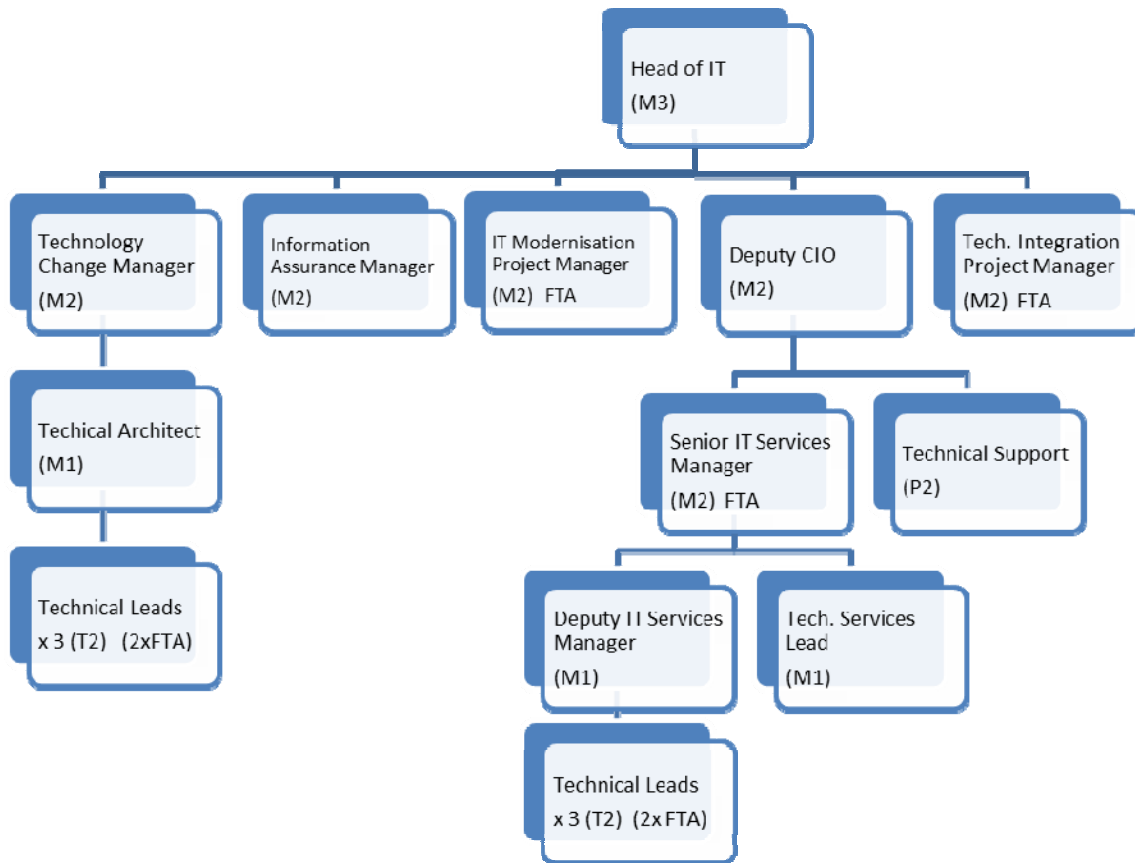 Head of IT
(M3)
Technology
Change Manager
(M2)
Information
Assurance Manager
(M2)
IT Modernisation
Project Manager
(M2) FTA
Deputy CIO
(M2)
Tech. Integration
Project Manager
(M2) FTA
Techical Architect
(M1)
Senior IT Services
Manager
(M2) FTA
Technical Support
(P2)
Technical Leads
x 3 (T2) (2xFTA)
Deputy IT Services
Manager
(M1)
Tech. Services
Lead
(M1)
Technical Leads
x 3 (T2) (2x FTA)